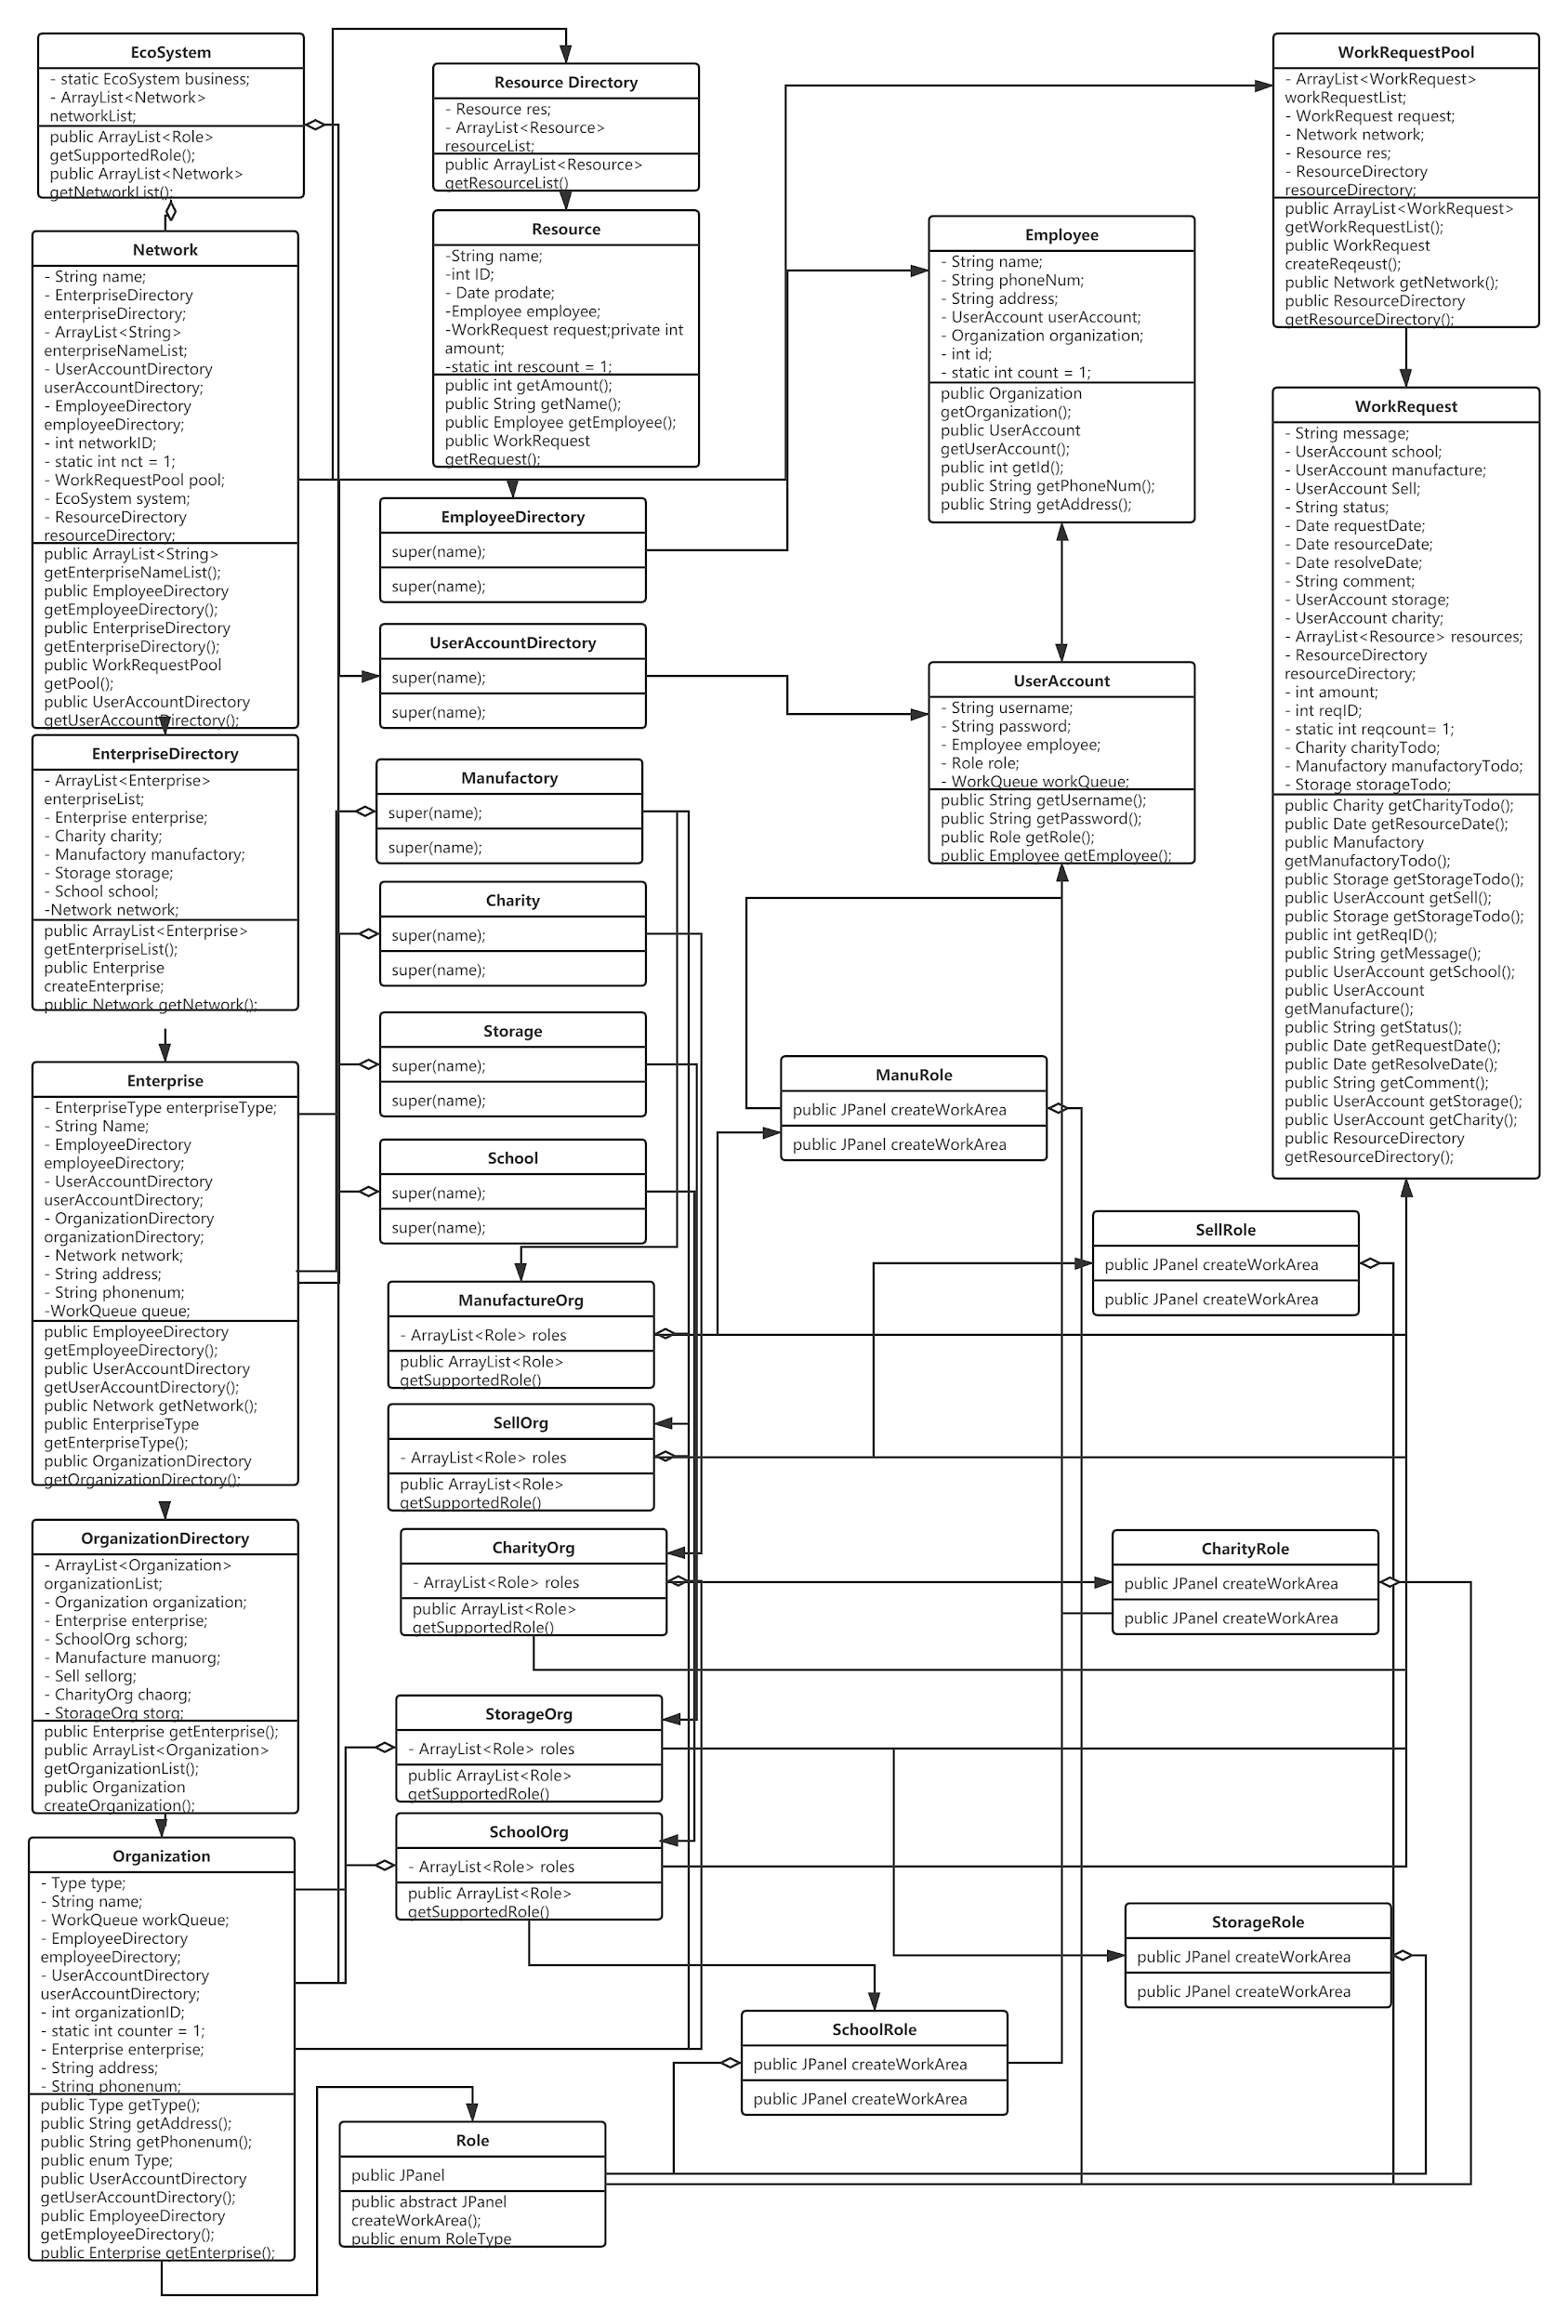 EcoSystem
- static EcoSystem business;
- ArrayList<Network>
networkList;
public ArrayList<Role>
getSupportedRole();
public ArrayList<Network>
getNetworkList();
Network
- String name;
- EnterpriseDirectory
enterpriseDirectory;
- ArrayList<String>
enterpriseNameList;
- UserAccountDirectory
userAccountDirectory;
- EmployeeDirectory
employeeDirectory;
- int networkID;
- static int nct = 1;
- WorkRequestPool pool;
- EcoSystem system;
- ResourceDirectory
resourceDirectory;
public ArrayList<String>
getEnterpriseNameList();
public EmployeeDirectory
getEmployeeDirectory();
public EnterpriseDirectory
getEnterpriseDirectory();
public WorkRequestPool
getPool();
public UserAccountDirectory
getUserAccountDirectory();
EnterpriseDirectory
- ArrayList<Enterprise>
enterpriseList;
- Enterprise enterprise;
- Charity charity;
- Manufactory manufactory;
- Storage storage;
- School school;
-Network network;
public ArrayList<Enterprise>
getEnterpriseList();
public Enterprise
createEnterprise;
public Network getNetwork();
Enterprise
- EnterpriseType enterpriseType;
- String Name;
- EmployeeDirectory
employeeDirectory;
- UserAccountDirectory
userAccountDirectory;
- OrganizationDirectory
organizationDirectory;
- Network network;
- String address;
- String phonenum;
-WorkQueue queue;
public EmployeeDirectory
getEmployeeDirectory();
public UserAccountDirectory
getUserAccountDirectory();
public Network getNetwork();
public EnterpriseType
getEnterpriseType();
public OrganizationDirectory
getOrganizationDirectory();
OrganizationDirectory
- ArrayList<Organization>
organizationList;
- Organization organization;
- Enterprise enterprise;
- SchoolOrg schorg;
- Manufacture manuorg;
- Sell sellorg;
- CharityOrg chaorg;
- StorageOrg storg;
public Enterprise getEnterprise();
public ArrayList<Organization>
getOrganizationList();
public Organization
createOrganization();
Organization
- Type type;
- String name;
- WorkQueue workQueue;
- EmployeeDirectory
employeeDirectory;
- UserAccountDirectory
userAccountDirectory;
- int organizationID;
- static int counter = 1;
- Enterprise enterprise;
- String address;
- String phonenum;
public Type getType();
public String getAddress();
public String getPhonenum();
public enum Type;
public UserAccountDirectory
getUserAccountDirectory();
public EmployeeDirectory
getEmployeeDirectory();
public Enterprise getEnterprise();
Resource Directory
- Resource res;
- ArrayList<Resource>
resourceList;
public ArrayList<Resource>
getResourceList()
Resource
-String name;
-int ID;
- Date prodate;
-Employee employee;
-WorkRequest request;private int
amount;
-static int rescount = 1;
public int getAmount();
public String getName();
public Employee getEmployee();
public WorkRequest
getRequest();
EmployeeDirectory
super(name);
super(name);
UserAccountDirectory
super(name);
super(name);
Manufactory
super(name);
super(name);
Charity
super(name);
super(name);
Storage
super(name);
super(name);
School
super(name);
super(name);
ManufactureOrg
- ArrayList<Role> roles
public ArrayList<Role>
getSupportedRole()
SellOrg
- ArrayList<Role> roles
public ArrayList<Role>
getSupportedRole()
CharityOrg
- ArrayList<Role> roles
public ArrayList<Role>
getSupportedRole()
StorageOrg
- ArrayList<Role> roles
public ArrayList<Role>
getSupportedRole()
SchoolOrg
- ArrayList<Role> roles
public ArrayList<Role>
getSupportedRole()
Role
public JPanel
public abstract JPanel
createWorkArea();
public enum RoleType
Employee
- String name;
- String phoneNum;
- String address;
- UserAccount userAccount;
- Organization organization;
- int id;
- static int count = 1;
public Organization
getOrganization();
public UserAccount
getUserAccount();
public int getId();
public String getPhoneNum();
public String getAddress();
UserAccount
- String username;
- String password;
- Employee employee;
- Role role;
- WorkQueue workQueue;
public String getUsername();
public String getPassword();
public Role getRole();
public Employee getEmployee();
ManuRole
public JPanel createWorkArea
public JPanel createWorkArea
SellRole
public JPanel createWorkArea
public JPanel createWorkArea
CharityRole
public JPanel createWorkArea
public JPanel createWorkArea
StorageRole
public JPanel createWorkArea
public JPanel createWorkArea
SchoolRole
public JPanel createWorkArea
public JPanel createWorkArea
WorkRequestPool
- ArrayList<WorkRequest>
workRequestList;
- WorkRequest request;
- Network network;
- Resource res;
- ResourceDirectory
resourceDirectory;
public ArrayList<WorkRequest>
getWorkRequestList();
public WorkRequest
createReqeust();
public Network getNetwork();
public ResourceDirectory
getResourceDirectory();
WorkRequest
- String message;
- UserAccount school;
- UserAccount manufacture;
- UserAccount Sell;
- String status;
- Date requestDate;
- Date resourceDate;
- Date resolveDate;
- String comment;
- UserAccount storage;
- UserAccount charity;
- ArrayList<Resource> resources;
- ResourceDirectory
resourceDirectory;
- int amount;
- int reqID;
- static int reqcount= 1;
- Charity charityTodo;
- Manufactory manufactoryTodo;
- Storage storageTodo;
public Charity getCharityTodo();
public Date getResourceDate();
public Manufactory
getManufactoryTodo();
public Storage getStorageTodo();
public UserAccount getSell();
public Storage getStorageTodo();
public int getReqID();
public String getMessage();
public UserAccount getSchool();
public UserAccount
getManufacture();
public String getStatus();
public Date getRequestDate();
public Date getResolveDate();
public String getComment();
public UserAccount getStorage();
public UserAccount getCharity();
public ResourceDirectory
getResourceDirectory();